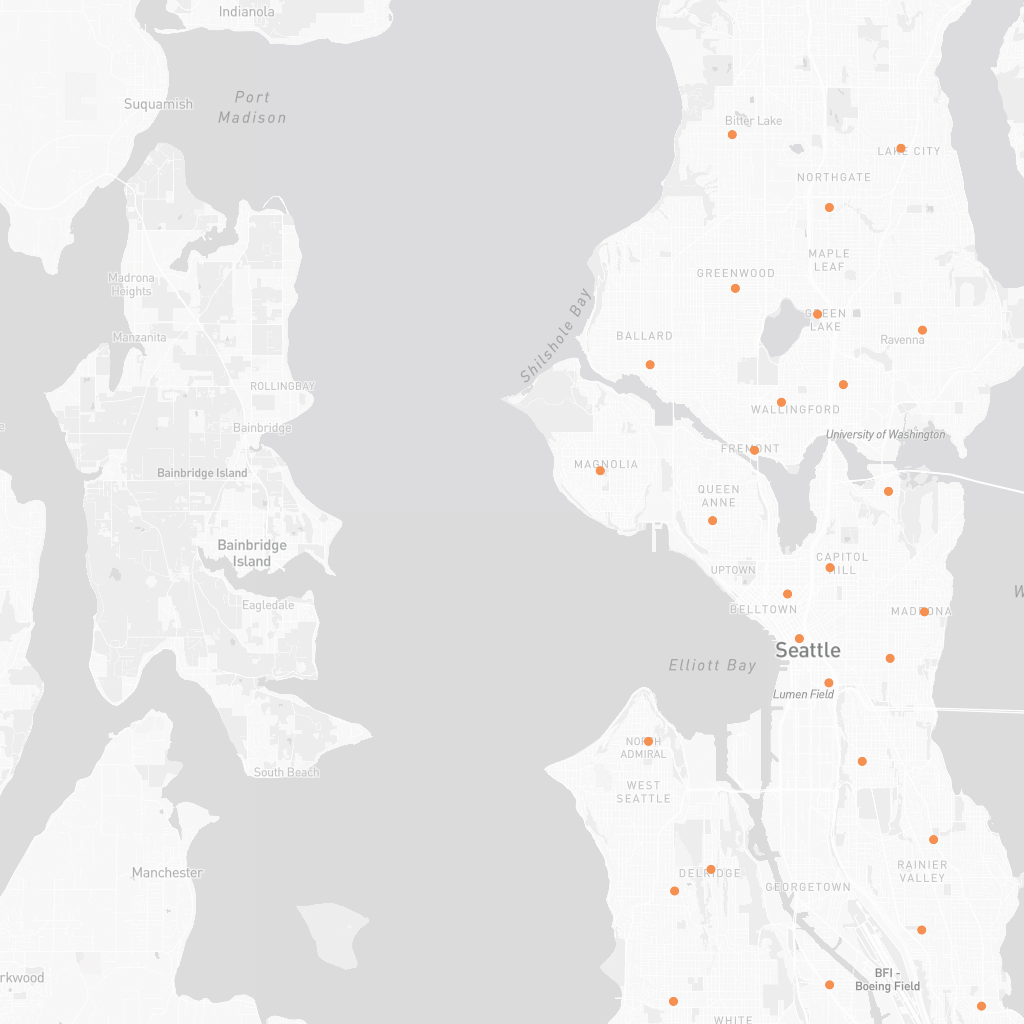 Indianola
Port
Madison
Suquamish
Bitter Lake
LAKE CITY
NORTHGATE
MAPLE
LEAF
GREENWOOD
Madrona
Heights
Shilshole Bay
GREEN
LAKE
Manzanita
BALLARD
Ravenna
ROLLINGBAY
WALLINGFORD
Bainbridge
University of Washington
FREMONT
MAGNOLIA
Bainbridge Island
QUEEN
ANNE
Bainbridge
Island
CAPITOL
HILL
UPTOWN
Eagledale
BELLTOWN
MADRONA
Seattle
Elliott Bay
Lumen Field
NORTH
ADMIRAL
South Beach
WEST
SEATTLE
Manchester
DELRIDGE
RAINIER
VALLEY
GEORGETOWN
rkwood
BFI -
Boeing Field
WHITE